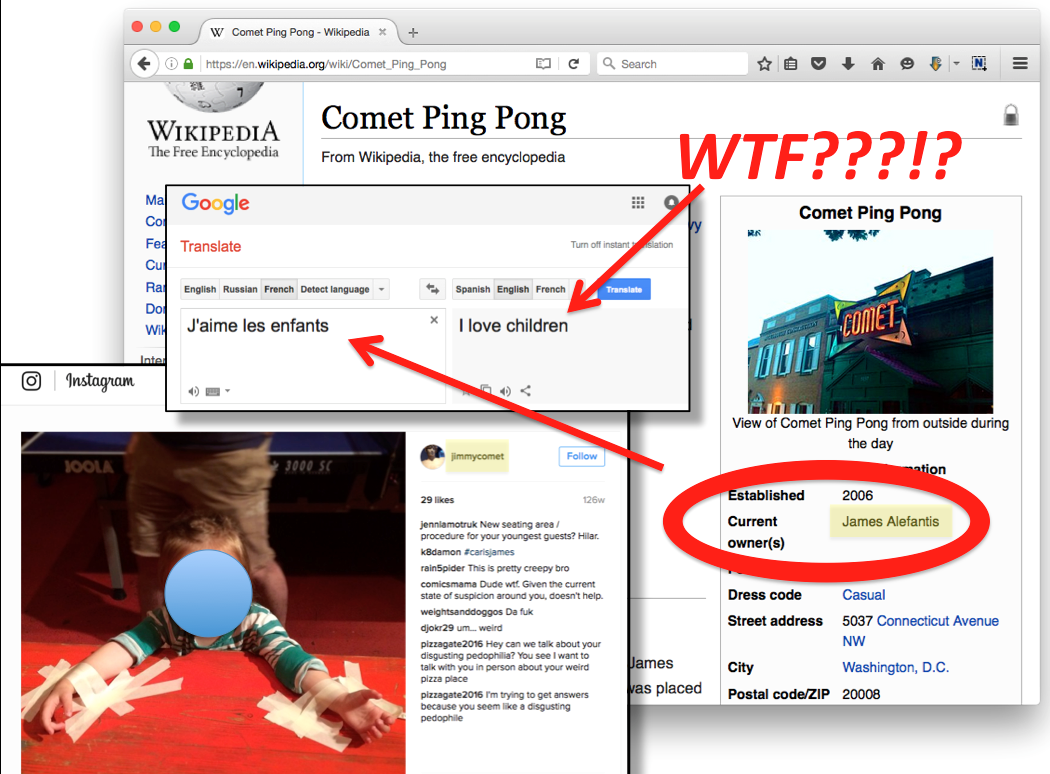 Comet Ping Pong - Wikipedia
https://en.wikipedia.org/wiki/Comet_Ping_Pong
Search
WIKIPEDIA
The Free Encyclopedia
Comet Ping Pong
From Wikipedia, the free encyclopedia
WTF???!?
Google
Translate
Turn off instant translation
English Russian French Detect language
Spanish English French Translate
J'aime les enfants
I love children
Comet Ping Pong
COMET
View of Comet Ping Pong from outside during
the day
Established 2006
Current
owner(s)
James Alefantis
Dress code Casual
Street address 5037 Connecticut Avenue
NW
City Washington, D.C.
Postal code/ZIP 20008
James
was placed
Instagram
JOOLA
3000 SC
jimmycomet
Follow
29 likes 126w
jenniamotruk New seating area /
procedure for your youngest guests? Hilar.
k8damon #carisjames
rain5pider This is pretty creepy bro
comicsmama Dude wtf. Given the current
state of suspicion around you, doesn't help.
weightsanddoggos Da fuk
djokr29 um... weird
pizzagate2016 Hey can we talk about your
disgusting pedophilia? You see I want to
talk with you in person about your weird
pizza place
pizzagate2016 I'm trying to get answers
because you seem like a disgusting
pedophile